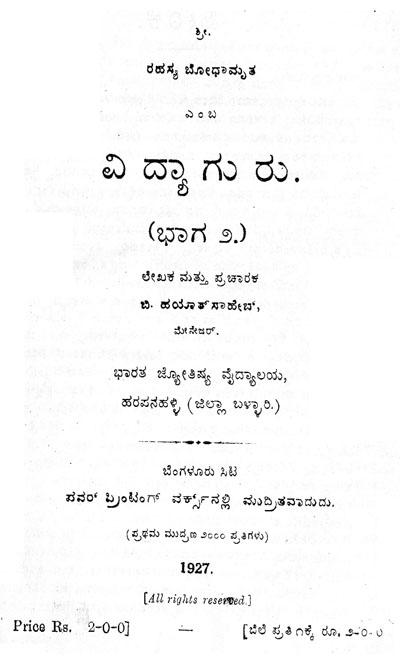 ಶ್ರೀ.
ರಹಸ್ಯ ಬೋಧಾಮೃತ
ಎಂಬ
ವಿದ್ಯಾಗುರು.
(ಭಾಗ ೨.)
ಲೇಖಕ ಮತ್ತು ಪ್ರಚಾರಕ
ಬಿ. ಹಯಾತ್‌ಸಾಹೇಬ್,
ಮೇನೇಜರ್.
ಭಾರತ ಜ್ಯೋತಿಷ್ಯ ವೈದ್ಯಾಲಯ,
ಹರಪನಹಳ್ಳಿ (ಜಿಲ್ಲಾ ಬಳ್ಳಾರಿ.)
ಬೆಂಗಳೂರು ಸಿಟಿ
ಪವರ್ ಪ್ರಿಂಟಿಂಗ್ ವರ್ಕ್ಸ್‌ನಲ್ಲಿ ಮುದ್ರಿತವಾದುದು.
(ಪ್ರಥಮ ಮುದ್ರಣ ೨೦೦೦ ಪ್ರತಿಗಳು)
1927.
[All rights reserved.]
Price Rs. 2-0-0] — [ಬೆಲೆ ಪ್ರತಿ ೧ಕ್ಕೆ ರೂ, ೨-೦-೦